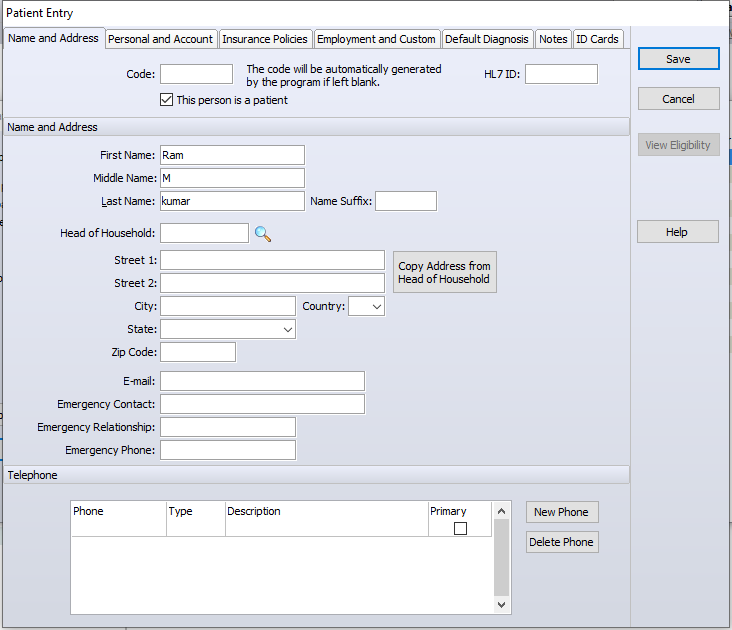 Patient Entry
Name and Address Personal and Account Insurance Policies Employment and Custom Default Diagnosis Notes ID Cards
Code: The code will be automatically generated by the program if left blank. HL7 ID:
This person is a patient
Name and Address
First Name: Ram
Middle Name: M
Last Name: kumar Name Suffix:
Head of Household:
Street 1:
Street 2:
Copy Address from
Head of Household
City: Country:
State:
Zip Code:
E-mail:
Emergency Contact:
Emergency Relationship:
Emergency Phone:
Telephone
Phone Type Description Primary
New Phone
Delete Phone
Save
Cancel
View Eligibility
Help